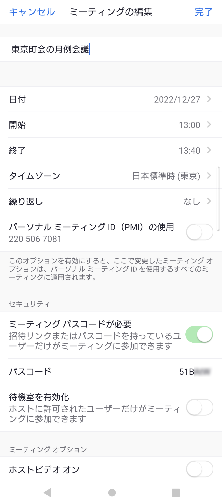 キャンセル ミーティングの編集 完了
東京町会の月例会議
日付 2022/12/27
開始 13:00
終了 13:40
タイムゾーン 日本標準時 (東京)
繰り返し なし
パーソナル ミーティング ID（PMI）の使用
220 506 7081
このオプションを有効にすると、ここで変更したミーティング オ
プションは、パーソナル ミーティング ID を使用するすべてのミー
ティングに適用されます。
セキュリティ
ミーティング パスコードが必要
招待リンクまたはパスコードを持っているユ
ーザーだけがミーティングに参加できます
パスコード 518
待機室を有効化
ホストに許可されたユーザーだけがミーティ
ングに参加できます
ミーティング オプション
ホストビデオ オン